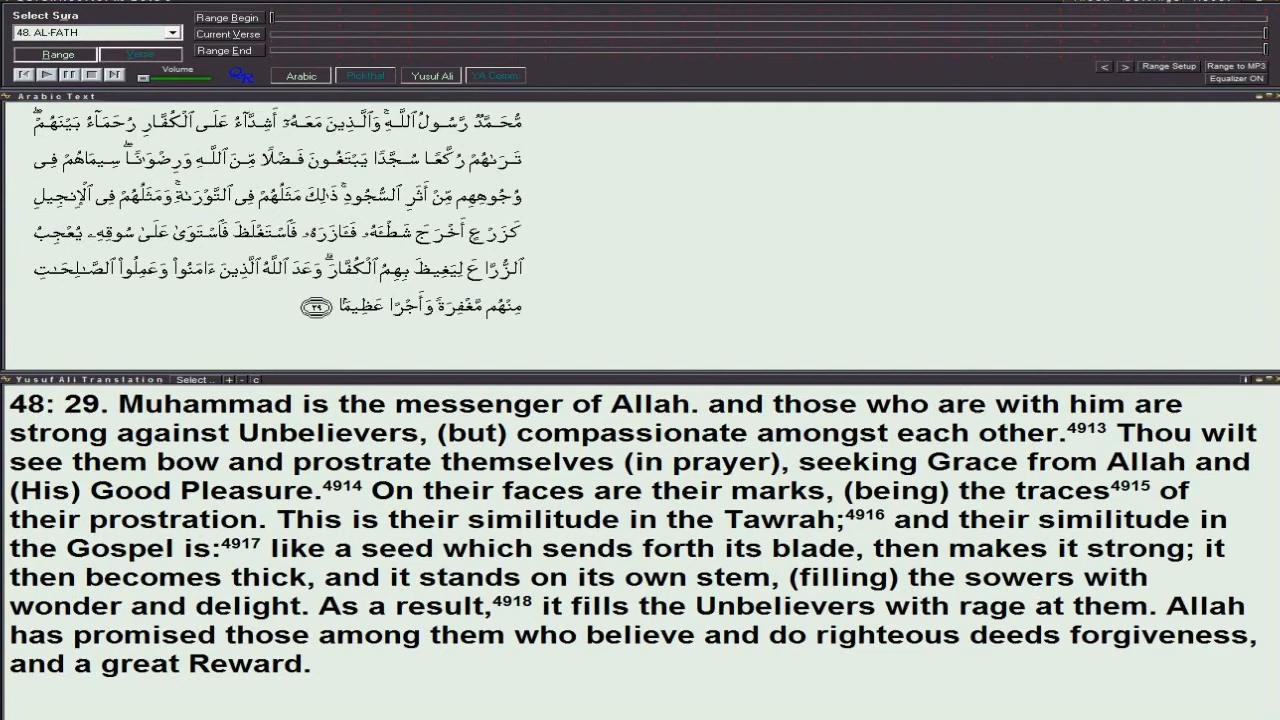 Select Sura
48. AL-FATH
Range Verse
Volume
Range Begin
Current Verse
Range End
Arabic Pickthal Yusuf Ali YA Comm.
< > Range Setup Range to MP3
Equalizer ON
Arabic Text
مُّحَمَّدٌ رَّسُولُ ٱللَّهِ ۚ وَٱلَّذِينَ مَعَهُۥٓ أَشِدَّآءُ عَلَى ٱلْكُفَّارِ رُحَمَآءُ بَيْنَهُمْ ۖ
تَرَىٰهُمْ رُكَّعًا سُجَّدًا يَبْتَغُونَ فَضْلًا مِّنَ ٱللَّهِ وَرِضْوَٰنًا ۖ سِيمَاهُمْ فِى
وُجُوهِهِم مِّنْ أَثَرِ ٱلسُّجُودِ ۚ ذَٰلِكَ مَثَلُهُمْ فِى ٱلتَّوْرَىٰةِ ۚ وَمَثَلُهُمْ فِى ٱلْإِنجِيلِ
كَزَرْعٍ أَخْرَجَ شَطْـَٔهُۥ فَـَٔازَرَهُۥ فَٱسْتَغْلَظَ فَٱسْتَوَىٰ عَلَىٰ سُوقِهِۦ يُعْجِبُ
ٱلزُّرَّاعَ لِيَغِيظَ بِهِمُ ٱلْكُفَّارَ ۗ وَعَدَ ٱللَّهُ ٱلَّذِينَ ءَامَنُوا۟ وَعَمِلُوا۟ ٱلصَّـٰلِحَـٰتِ
مِنْهُم مَّغْفِرَةً وَأَجْرًا عَظِيمًۢا ٢٩
Yusuf Ali Translation Select .. + - c
48: 29. Muhammad is the messenger of Allah. and those who are with him are
strong against Unbelievers, (but) compassionate amongst each other.4913 Thou wilt
see them bow and prostrate themselves (in prayer), seeking Grace from Allah and
(His) Good Pleasure.4914 On their faces are their marks, (being) the traces4915 of
their prostration. This is their similitude in the Tawrah;4916 and their similitude in
the Gospel is:4917 like a seed which sends forth its blade, then makes it strong; it
then becomes thick, and it stands on its own stem, (filling) the sowers with
wonder and delight. As a result,4918 it fills the Unbelievers with rage at them. Allah
has promised those among them who believe and do righteous deeds forgiveness,
and a great Reward.